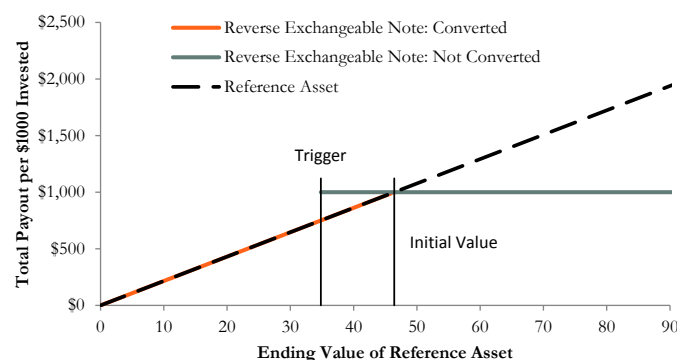 $2,500
$2,000
$1,500
$1,000
$500
$0
Total Payout per $1000 Invested
Reverse Exchangeable Note: Converted
Reverse Exchangeable Note: Not Converted
Reference Asset
Trigger
Initial Value
0 10 20 30 40 50 60 70 80 90
Ending Value of Reference Asset